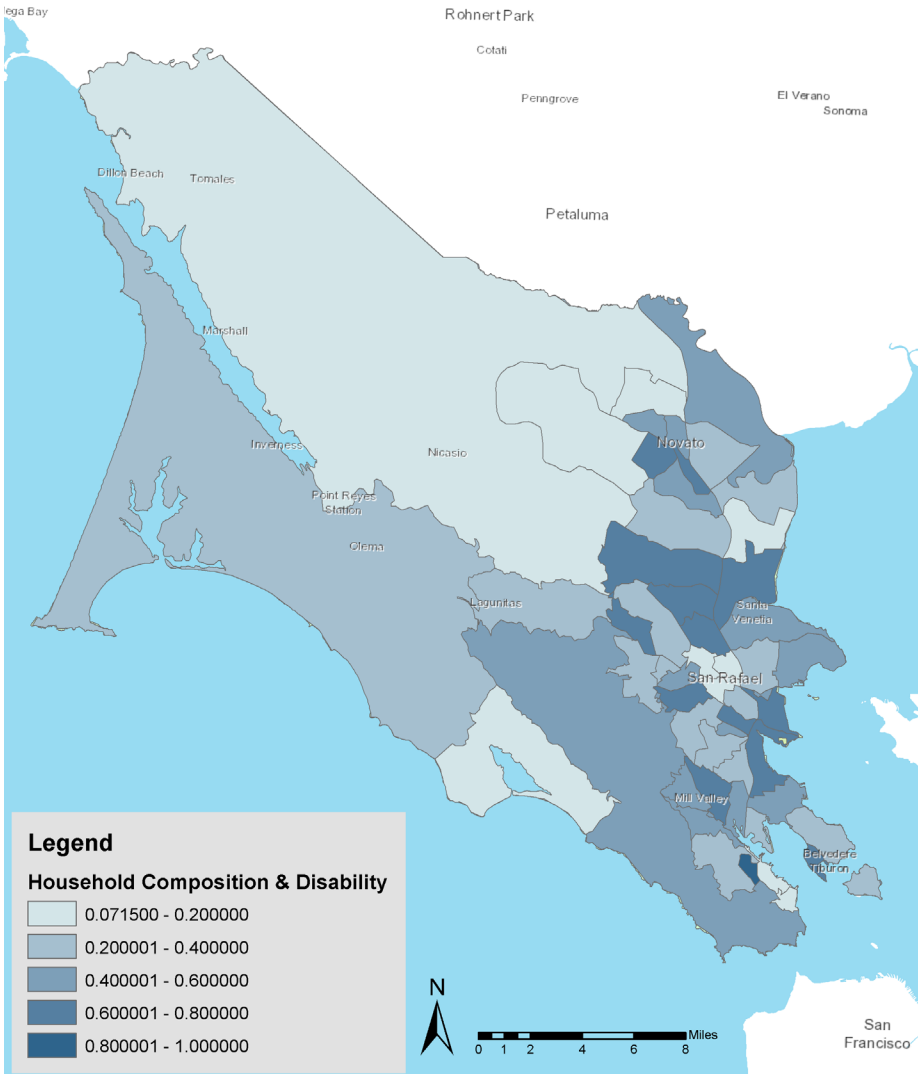 ega Bay
Rohnert Park
Cotati
Penngrove
El Verano
Sonoma
Dillon Beach
Tomales
Petaluma
Marshall
Inverness
Nicasio
Novato
Point Reyes
Station
Olema
Lagunitas
Santa
Venetia
San Rafael
Mill Valley
Belvedere
Tiburon
Legend
Household Composition & Disability
0.071500 - 0.200000
0.200001 - 0.400000
0.400001 - 0.600000
0.600001 - 0.800000
0.800001 - 1.000000
N
Miles
0 1 2 4 6 8
San
Francisco